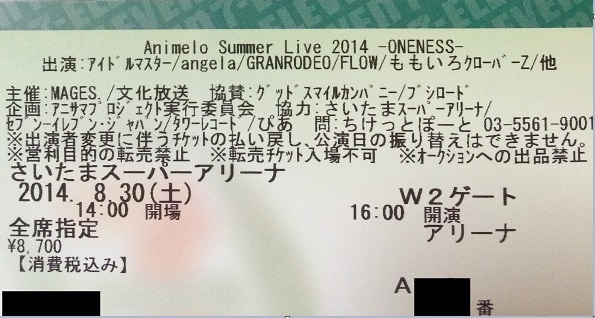 Animelo Summer Live 2014 -ONENESS-
出演:ｱｲﾄﾞﾙﾏｽﾀｰ/angela/GRANRODEO/FLOW/ももいろｸﾛｰﾊﾞｰZ/他
主催:MAGES./文化放送 協賛:ｸﾞｯﾄﾞｽﾏｲﾙｶﾝﾊﾟﾆｰ/ﾌﾞｼﾛｰﾄﾞ
企画:ｱﾆｻﾏﾌﾟﾛｼﾞｪｸﾄ実行委員会 協力:さいたまｽｰﾊﾟｰｱﾘｰﾅ/
ｾﾌﾞﾝ-ｲﾚﾌﾞﾝ･ｼﾞｬﾊﾟﾝ/ﾀﾜｰﾚｺｰﾄﾞ/ぴあ 問:ちけっとぽーと 03-5561-9001
※出演者変更に伴うﾁｹｯﾄの払い戻し､公演日の振り替えはできません｡
※営利目的の転売禁止 ※転売ﾁｹｯﾄ入場不可 ※ｵｰｸｼｮﾝへの出品禁止
さいたまスーパーアリーナ
2014. 8.30(土) W2ゲート
14:00 開場 16:00 開演
全席指定 アリーナ
¥8,700
【消費税込み】
A 番